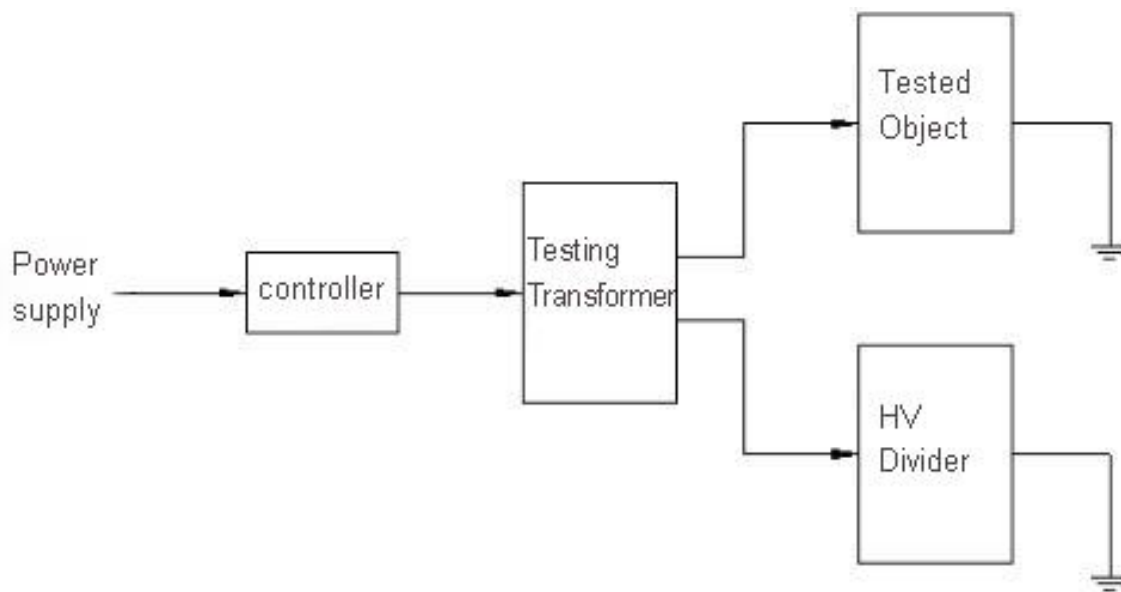 Power
supply
controller
Testing
Transformer
Tested
Object
HV
Divider